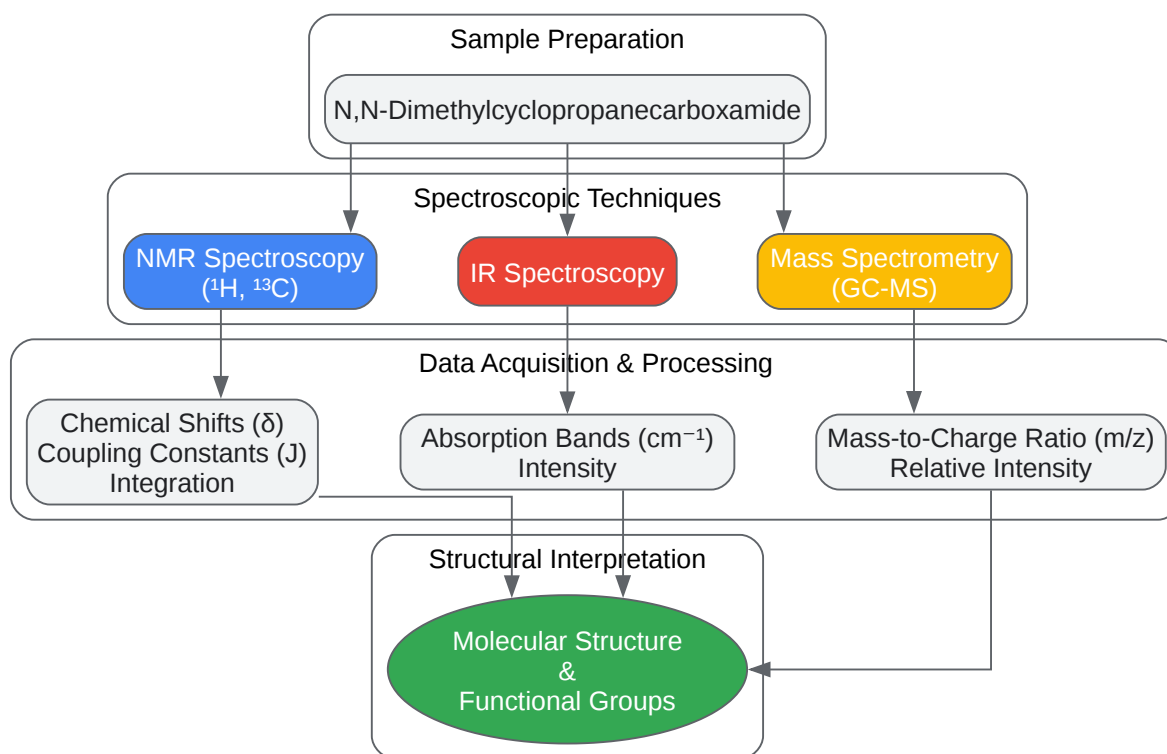 Sample Preparation
N,N-Dimethylcyclopropanecarboxamide
Spectroscopic Techniques
NMR Spectroscopy
(¹H, ¹³C)
IR Spectroscopy
Mass Spectrometry
(GC-MS)
Data Acquisition & Processing
Chemical Shifts (δ)
Coupling Constants (J)
Integration
Absorption Bands (cm⁻¹)
Intensity
Mass-to-Charge Ratio (m/z)
Relative Intensity
Structural Interpretation
Molecular Structure
&
Functional Groups